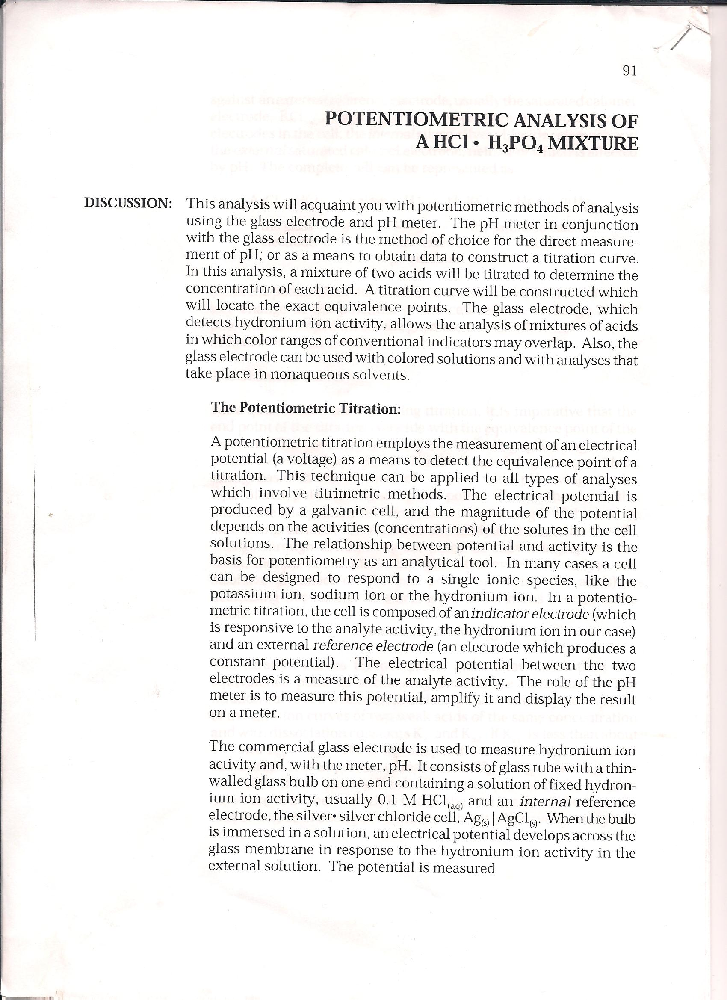 91
POTENTIOMETRIC ANALYSIS OF
A HCl • H₃PO₄ MIXTURE
DISCUSSION: This analysis will acquaint you with potentiometric methods of analysis
using the glass electrode and pH meter. The pH meter in conjunction
with the glass electrode is the method of choice for the direct measure-
ment of pH, or as a means to obtain data to construct a titration curve.
In this analysis, a mixture of two acids will be titrated to determine the
concentration of each acid. A titration curve will be constructed which
will locate the exact equivalence points. The glass electrode, which
detects hydronium ion activity, allows the analysis of mixtures of acids
in which color ranges of conventional indicators may overlap. Also, the
glass electrode can be used with colored solutions and with analyses that
take place in nonaqueous solvents.
The Potentiometric Titration:
A potentiometric titration employs the measurement of an electrical
potential (a voltage) as a means to detect the equivalence point of a
titration. This technique can be applied to all types of analyses
which involve titrimetric methods. The electrical potential is
produced by a galvanic cell, and the magnitude of the potential
depends on the activities (concentrations) of the solutes in the cell
solutions. The relationship between potential and activity is the
basis for potentiometry as an analytical tool. In many cases a cell
can be designed to respond to a single ionic species, like the
potassium ion, sodium ion or the hydronium ion. In a potentio-
metric titration, the cell is composed of an indicator electrode (which
is responsive to the analyte activity, the hydronium ion in our case)
and an external reference electrode (an electrode which produces a
constant potential). The electrical potential between the two
electrodes is a measure of the analyte activity. The role of the pH
meter is to measure this potential, amplify it and display the result
on a meter.
The commercial glass electrode is used to measure hydronium ion
activity and, with the meter, pH. It consists of glass tube with a thin-
walled glass bulb on one end containing a solution of fixed hydron-
ium ion activity, usually 0.1 M HCl(aq) and an internal reference
electrode, the silver• silver chloride cell, Ag(s) | AgCl(s). When the bulb
is immersed in a solution, an electrical potential develops across the
glass membrane in response to the hydronium ion activity in the
external solution. The potential is measured